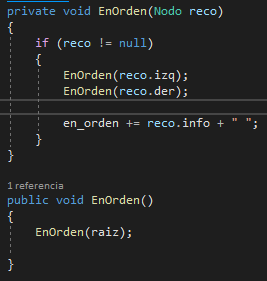 private void EnOrden(Nodo reco)
{
if (reco != null)
{
EnOrden(reco.izq);
EnOrden(reco.der);
en_orden += reco.info + " ";
}
}
1 referencia
public void EnOrden()
{
EnOrden(raiz);
}